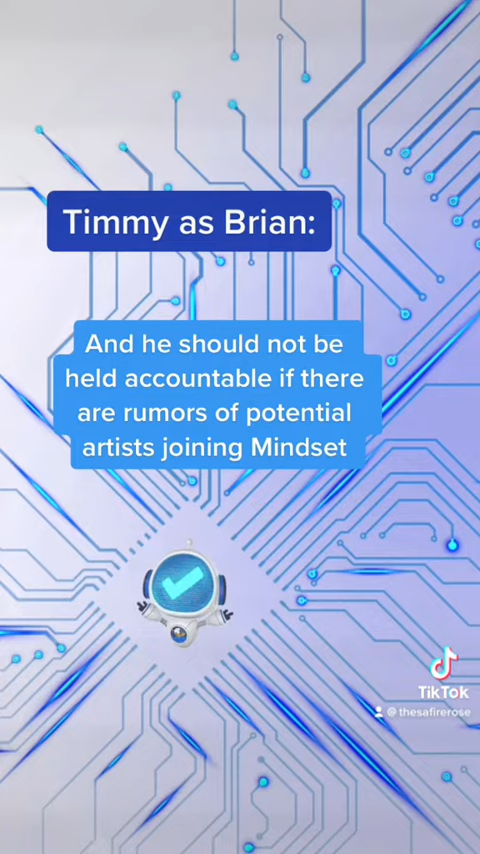 Timmy as Brian:
And he should not be
held accountable if there
are rumors of potential
artists joining Mindset
TikTok
@thesafirerose